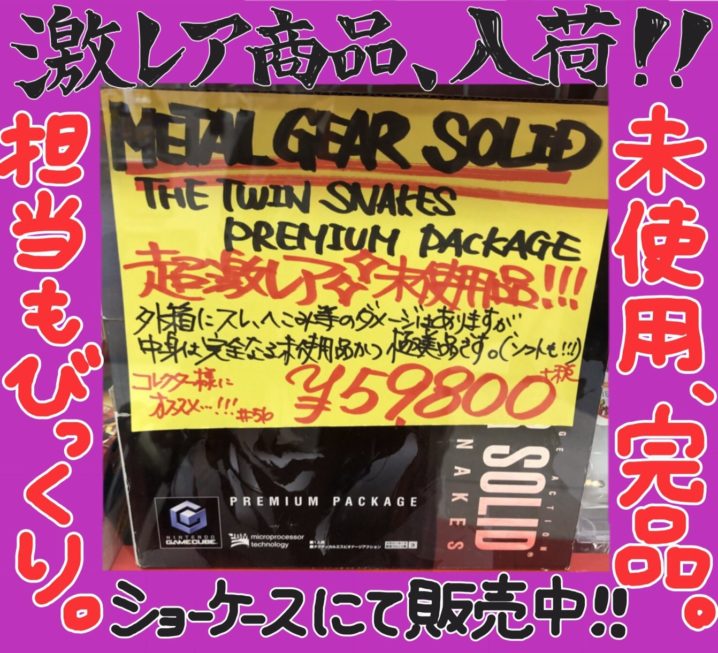 激レア商品、入荷!!
担当もびっくり。
未使用、完品。
METAL GEAR SOLID
THE TWIN SNAKES
PREMIUM PACKAGE
超激レア☆未使用品!!!
外箱にスレ、へこみ等のダメージはありますが
中身は完全なる未使用品かつ極美品です。(ソフトも!!!)
コレクター様に
オススメ…!!!
#56
¥59800
+税
SOLID
NAKES
PREMIUM PACKAGE
NINTENDO
GAMECUBE
microprocessor
technology
ショーケースにて販売中!!